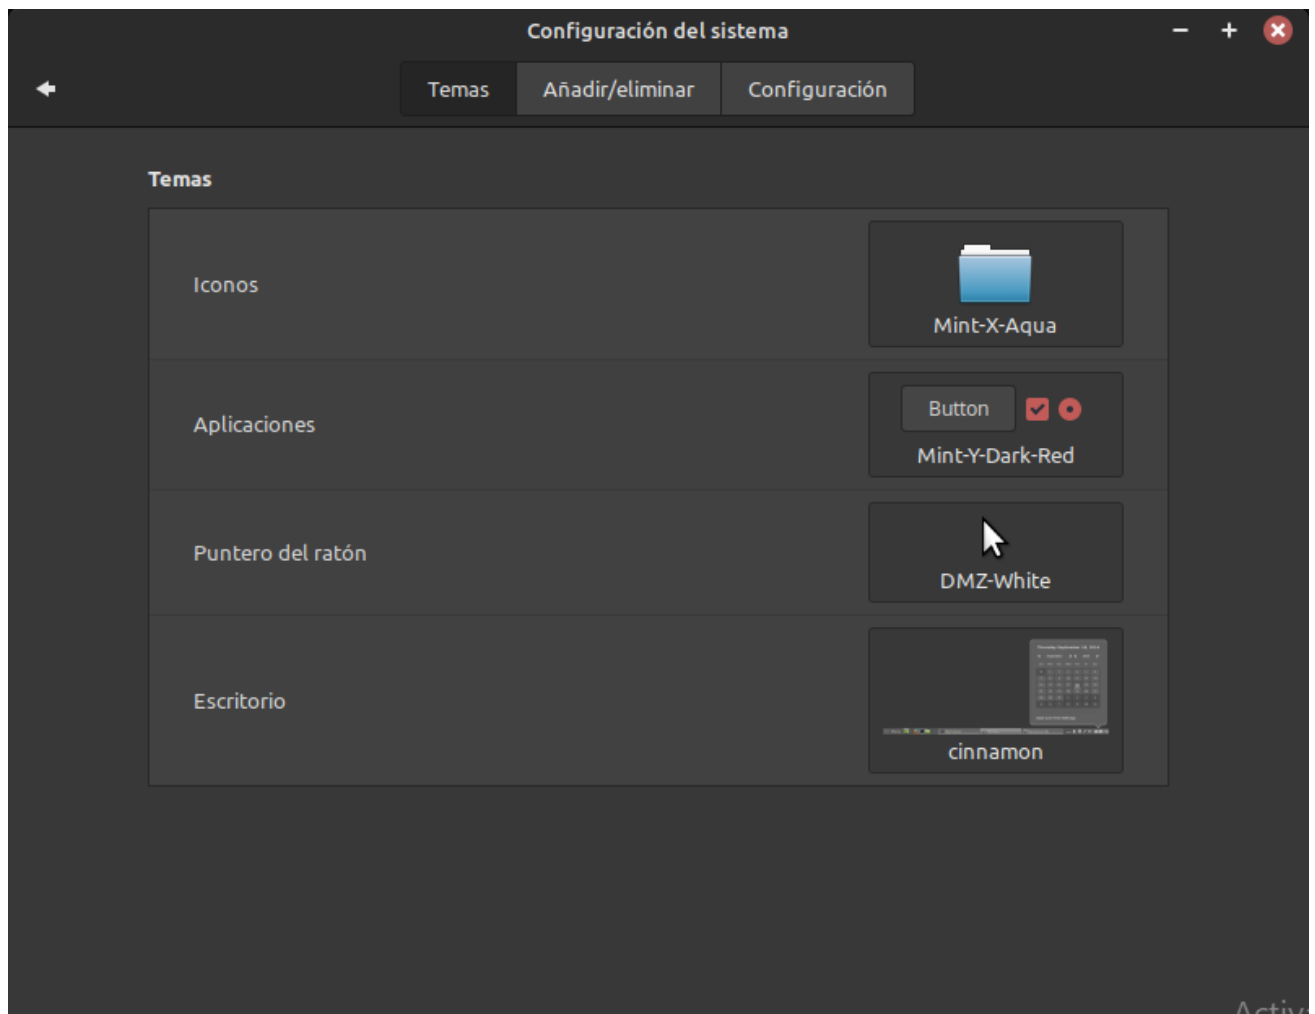 Configuración del sistema
Temas Añadir/eliminar Configuración
Temas
Iconos
Mint-X-Aqua
Aplicaciones
Button
Mint-Y-Dark-Red
Puntero del ratón
DMZ-White
Escritorio
cinnamon
Activ